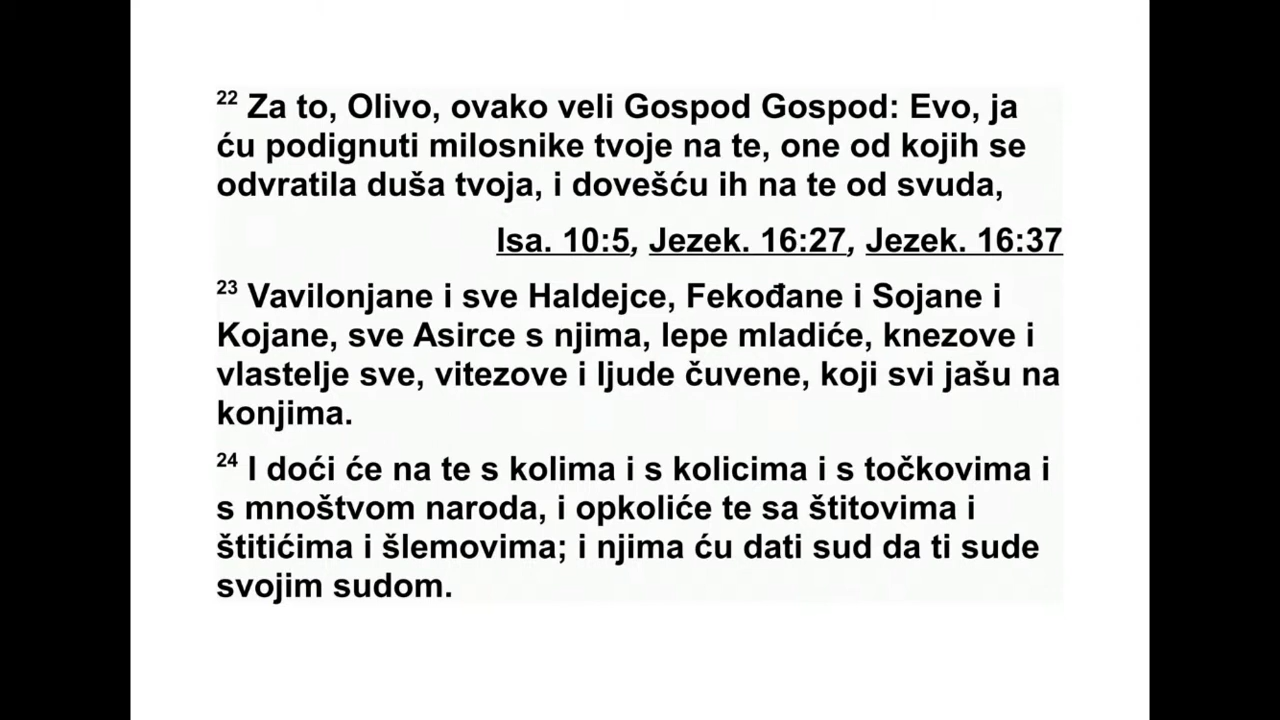 22 Za to, Olivo, ovako veli Gospod Gospod: Evo, ja
ću podignuti milosnike tvoje na te, one od kojih se
odvratila duša tvoja, i dovešću ih na te od svuda,
Isa. 10:5, Jezek. 16:27, Jezek. 16:37
23 Vavilonjane i sve Haldejce, Fekođane i Sojane i
Kojane, sve Asirce s njima, lepe mladiće, knezove i
vlastelje sve, vitezove i ljude čuvene, koji svi jašu na
konjima.
24 I doći će na te s kolima i s kolicima i s točkovima i
s mnoštvom naroda, i opkoliće te sa štitovima i
štitićima i šlemovima; i njima ću dati sud da ti sude
svojim sudom.